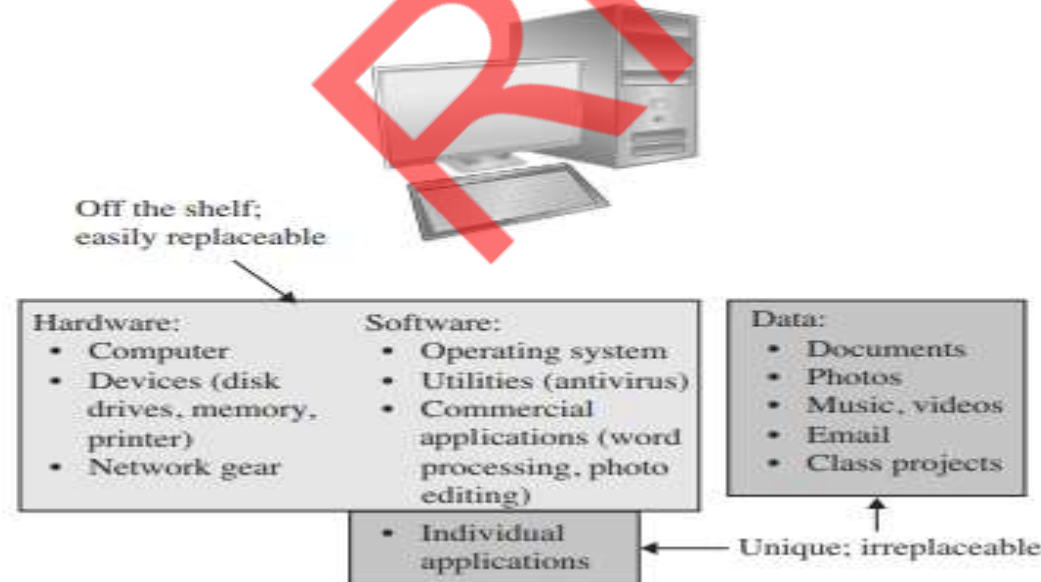 Off the shelf;
easily replaceable
Hardware:
• Computer
• Devices (disk
drives, memory,
printer)
• Network gear
Software:
• Operating system
• Utilities (antivirus)
• Commercial
applications (word
processing, photo
editing)
• Individual
applications
Data:
• Documents
• Photos
• Music, videos
• Email
• Class projects
Unique; irreplaceable